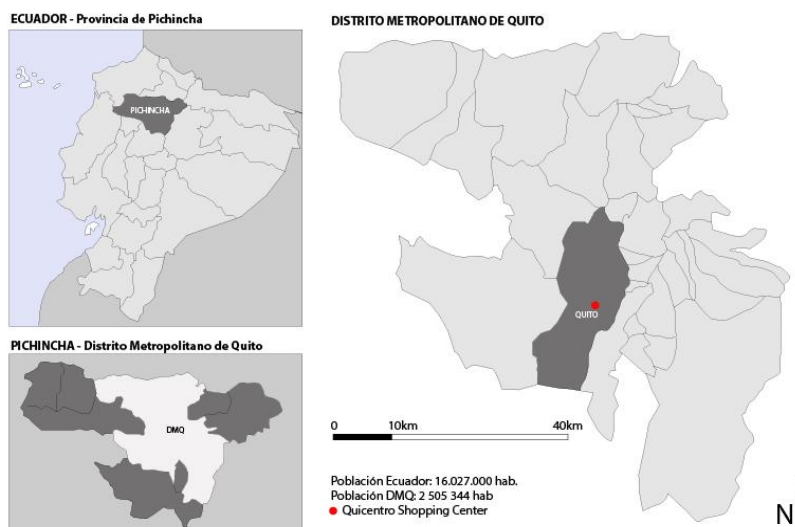 ECUADOR - Provincia de Pichincha
PICHINCHA
PICHINCHA - Distrito Metropolitano de Quito
DMQ
DISTRITO METROPOLITANO DE QUITO
QUITO
0 10km 40km
Población Ecuador: 16.027.000 hab.
Población DMQ: 2 505 344 hab
Quicentro Shopping Center
N